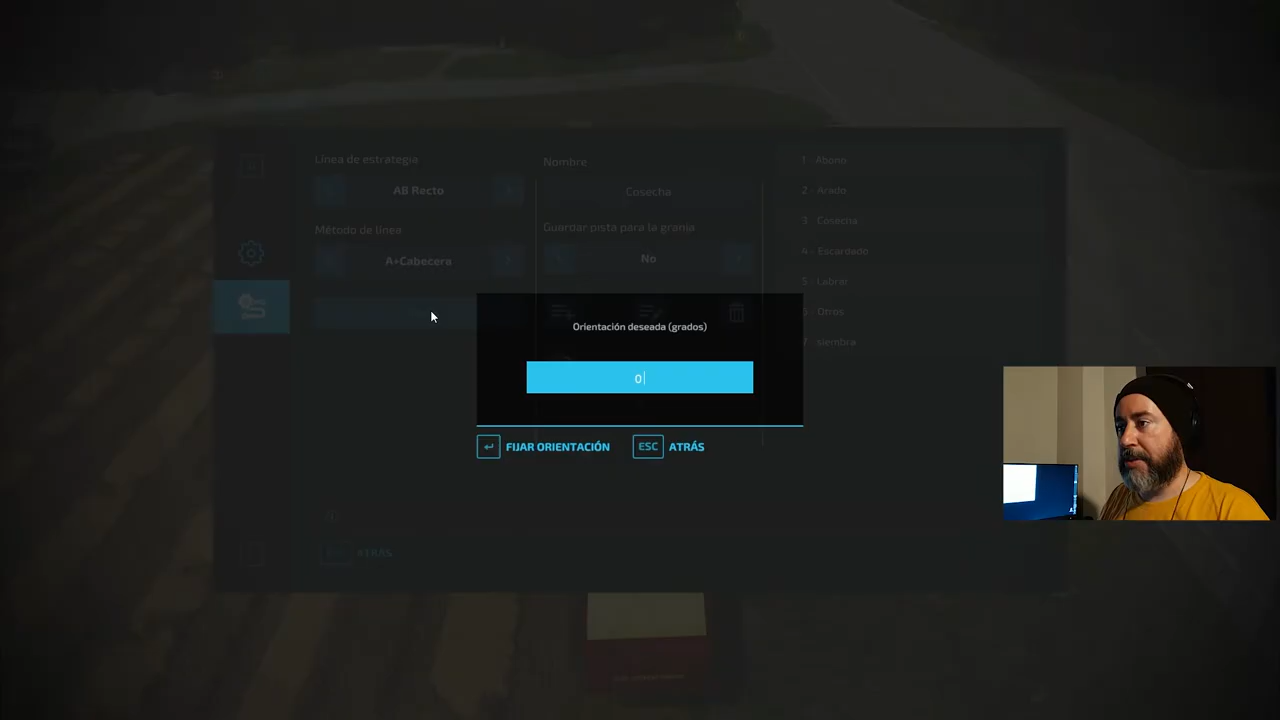 Línea de estrategia
AB Recto
Método de línea
A+Cabecera
Nombre
Cosecha
Guardar pista para la granja
No
1 - Abono
2 - Arado
3 - Cosecha
4 - Escardado
5 - Labrar
6 - Otros
7 - siembra
Orientación deseada (grados)
0
FIJAR ORIENTACIÓN
ESC ATRÁS
ESC ATRÁS